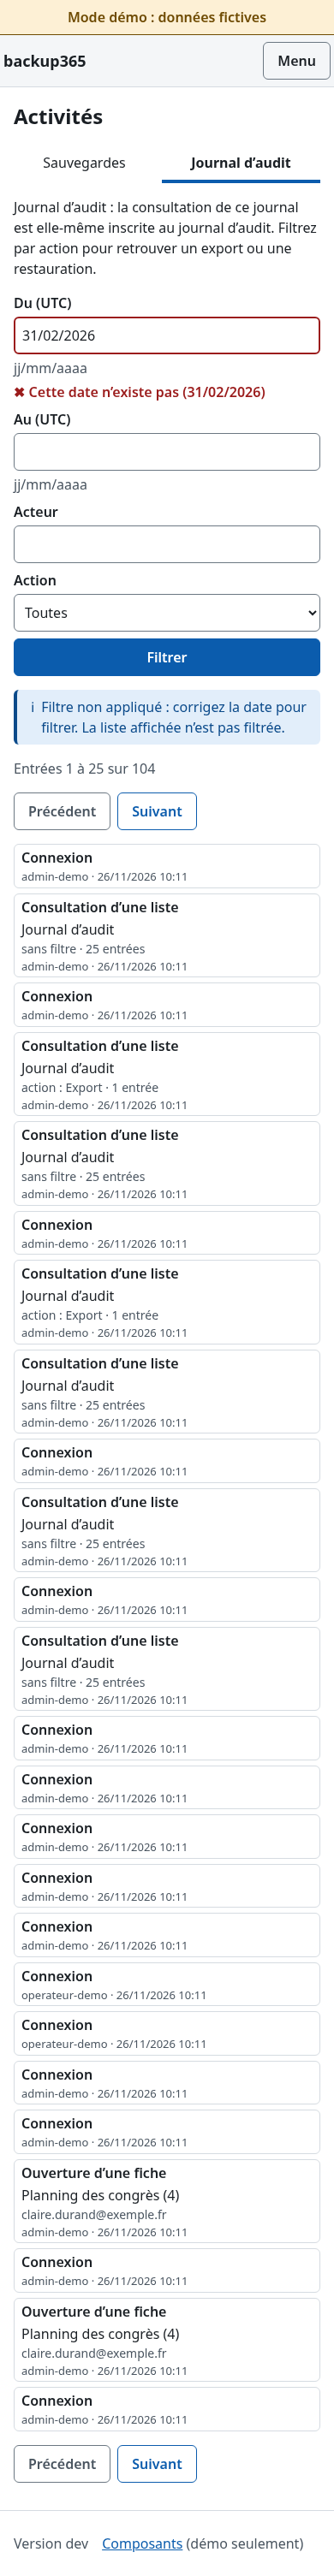 Mode démo : données fictives
backup365
Menu
Activités
Sauvegardes
Journal d’audit
Journal d’audit : la consultation de ce journal
est elle-même inscrite au journal d’audit. Filtrez
par action pour retrouver un export ou une
restauration.
Du (UTC)
31/02/2026
jj/mm/aaaa
✖ Cette date n’existe pas (31/02/2026)
Au (UTC)
jj/mm/aaaa
Acteur
Action
Toutes
Filtrer
i Filtre non appliqué : corrigez la date pour
filtrer. La liste affichée n’est pas filtrée.
Entrées 1 à 25 sur 104
Précédent
Suivant
Connexion
admin-demo · 26/11/2026 10:11
Consultation d’une liste
Journal d’audit
sans filtre · 25 entrées
admin-demo · 26/11/2026 10:11
Connexion
admin-demo · 26/11/2026 10:11
Consultation d’une liste
Journal d’audit
action : Export · 1 entrée
admin-demo · 26/11/2026 10:11
Consultation d’une liste
Journal d’audit
sans filtre · 25 entrées
admin-demo · 26/11/2026 10:11
Connexion
admin-demo · 26/11/2026 10:11
Consultation d’une liste
Journal d’audit
action : Export · 1 entrée
admin-demo · 26/11/2026 10:11
Consultation d’une liste
Journal d’audit
sans filtre · 25 entrées
admin-demo · 26/11/2026 10:11
Connexion
admin-demo · 26/11/2026 10:11
Consultation d’une liste
Journal d’audit
sans filtre · 25 entrées
admin-demo · 26/11/2026 10:11
Connexion
admin-demo · 26/11/2026 10:11
Consultation d’une liste
Journal d’audit
sans filtre · 25 entrées
admin-demo · 26/11/2026 10:11
Connexion
admin-demo · 26/11/2026 10:11
Connexion
admin-demo · 26/11/2026 10:11
Connexion
admin-demo · 26/11/2026 10:11
Connexion
admin-demo · 26/11/2026 10:11
Connexion
admin-demo · 26/11/2026 10:11
Connexion
operateur-demo · 26/11/2026 10:11
Connexion
operateur-demo · 26/11/2026 10:11
Connexion
admin-demo · 26/11/2026 10:11
Connexion
admin-demo · 26/11/2026 10:11
Ouverture d’une fiche
Planning des congrès (4)
claire.durand@exemple.fr
admin-demo · 26/11/2026 10:11
Connexion
admin-demo · 26/11/2026 10:11
Ouverture d’une fiche
Planning des congrès (4)
claire.durand@exemple.fr
admin-demo · 26/11/2026 10:11
Connexion
admin-demo · 26/11/2026 10:11
Précédent
Suivant
Version dev Composants (démo seulement)